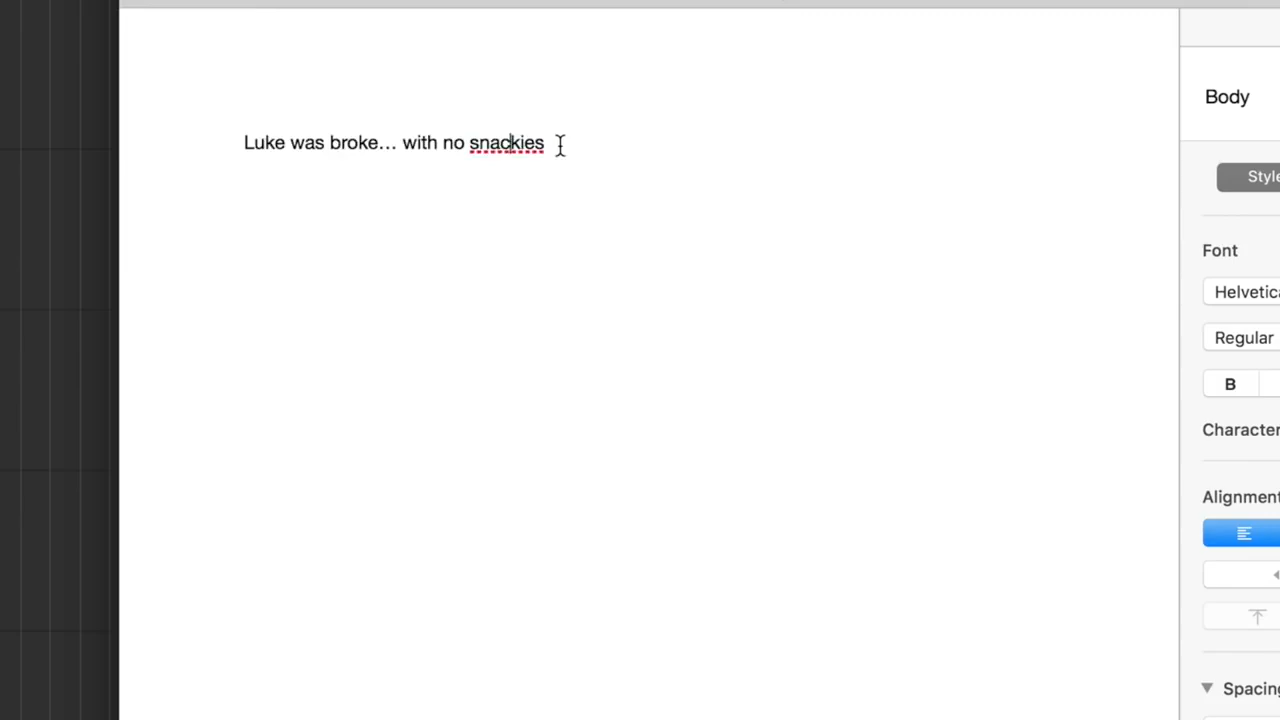 Luke was broke... with no snackies
Body
Style
Font
Helvetica
Regular
B
Character
Alignment
Spacing